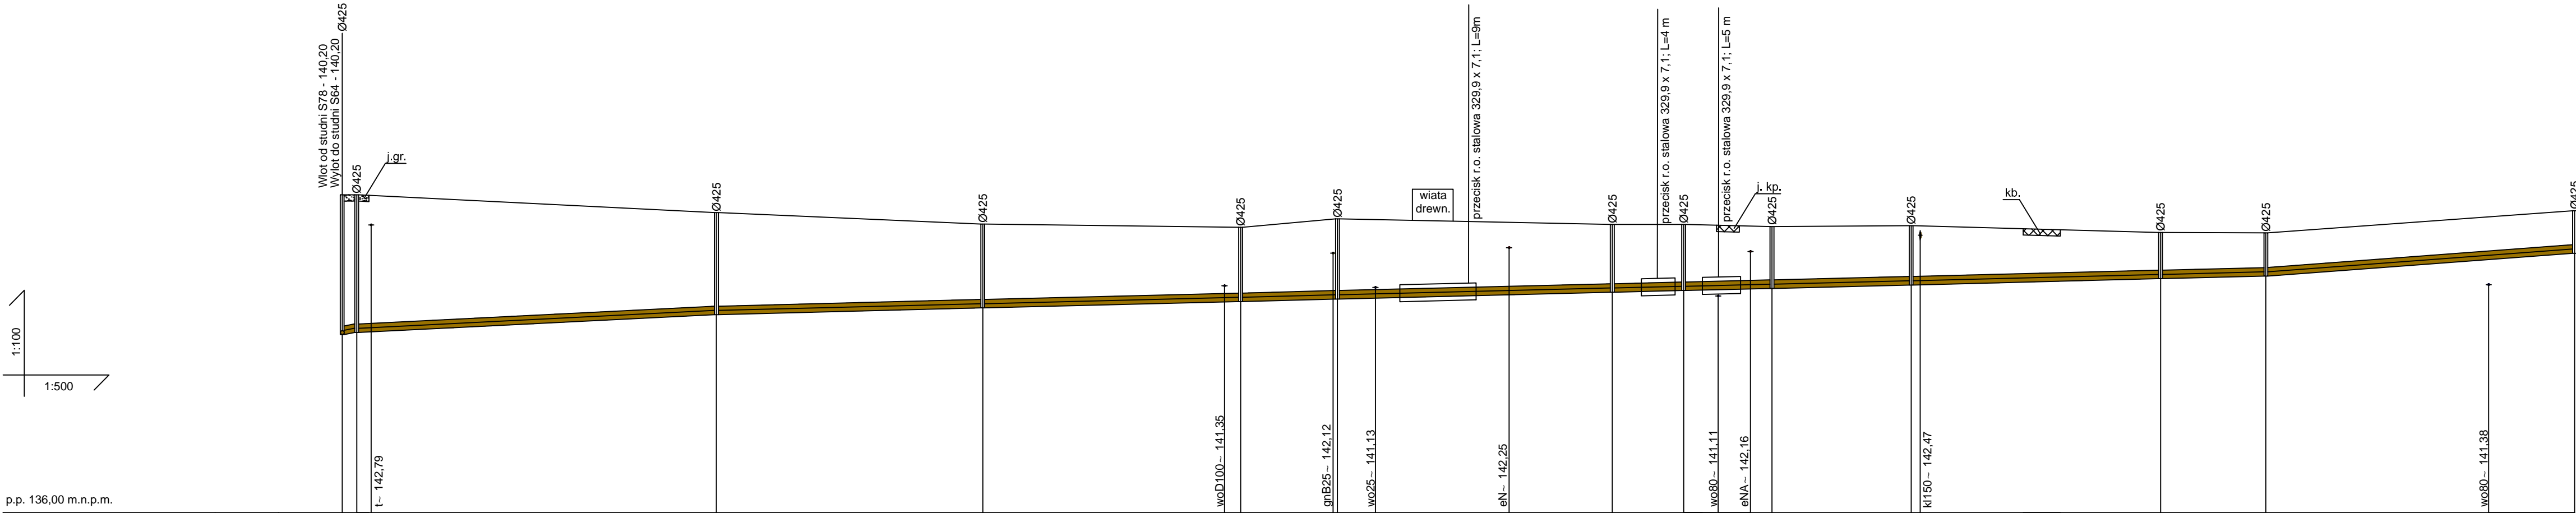 Wlot od studni S78 - 140,20
Wylot do studni S64 - 140,20
Ø425
Ø425
j.gr.
Ø425
Ø425
Ø425
Ø425
wiata
drewn.
przecisk r.o. stalowa 329,9 x 7,1; L=9m
Ø425
przecisk r.o. stalowa 329,9 x 7,1; L=4 m
Ø425
przecisk r.o. stalowa 329,9 x 7,1; L=5 m
j. kp.
Ø425
Ø425
kb.
Ø425
Ø425
Ø425
1:100
1:500
t~ 142,79
woD100~ 141,35
gnB25~ 142,12
wo25~ 141,13
eN~ 142,25
wo80~ 141,11
eNA~ 142,16
kl150~ 142,47
wo80~ 141,38
p.p. 136,00 m.n.p.m.